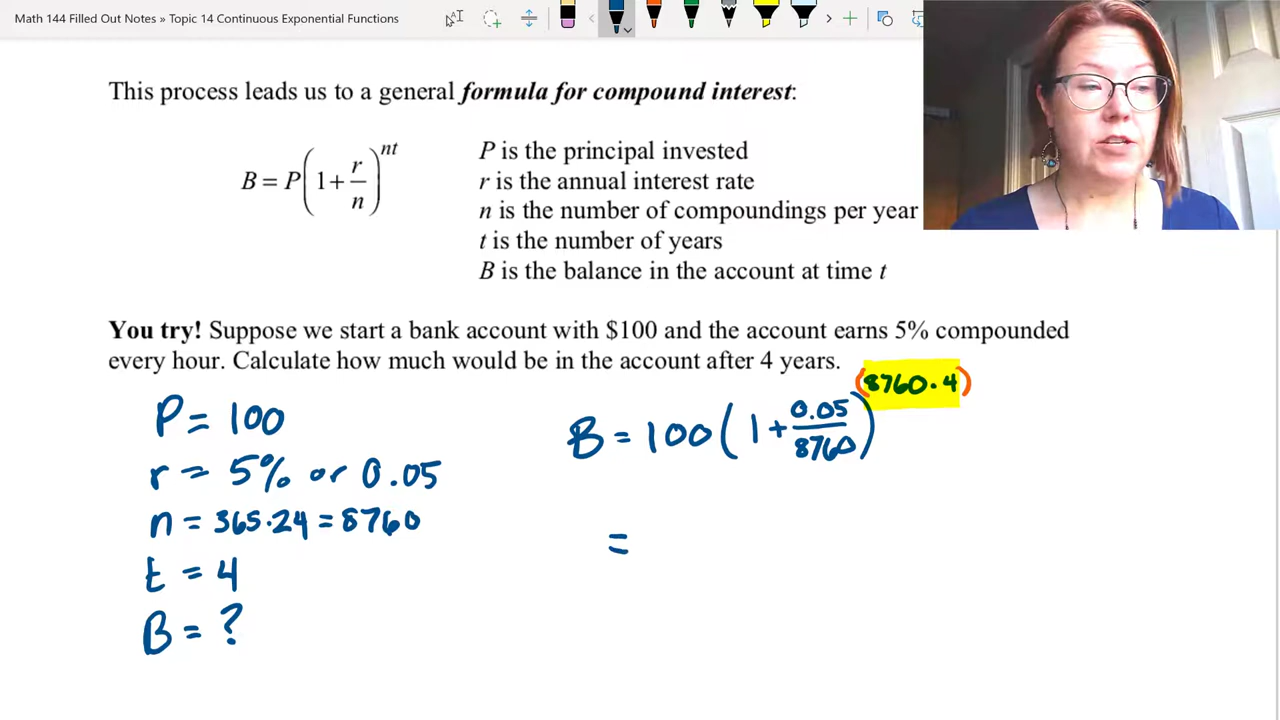 Math 144 Filled Out Notes » Topic 14 Continuous Exponential Functions
This process leads us to a general formula for compound interest:
B = P(1 + r/n)^nt
P is the principal invested
r is the annual interest rate
n is the number of compoundings per year
t is the number of years
B is the balance in the account at time t
You try! Suppose we start a bank account with $100 and the account earns 5% compounded
every hour. Calculate how much would be in the account after 4 years.
P = 100
r = 5% or 0.05
n = 365·24 = 8760
t = 4
B = ?
B = 100(1 + 0.05/8760)^(8760·4)
=